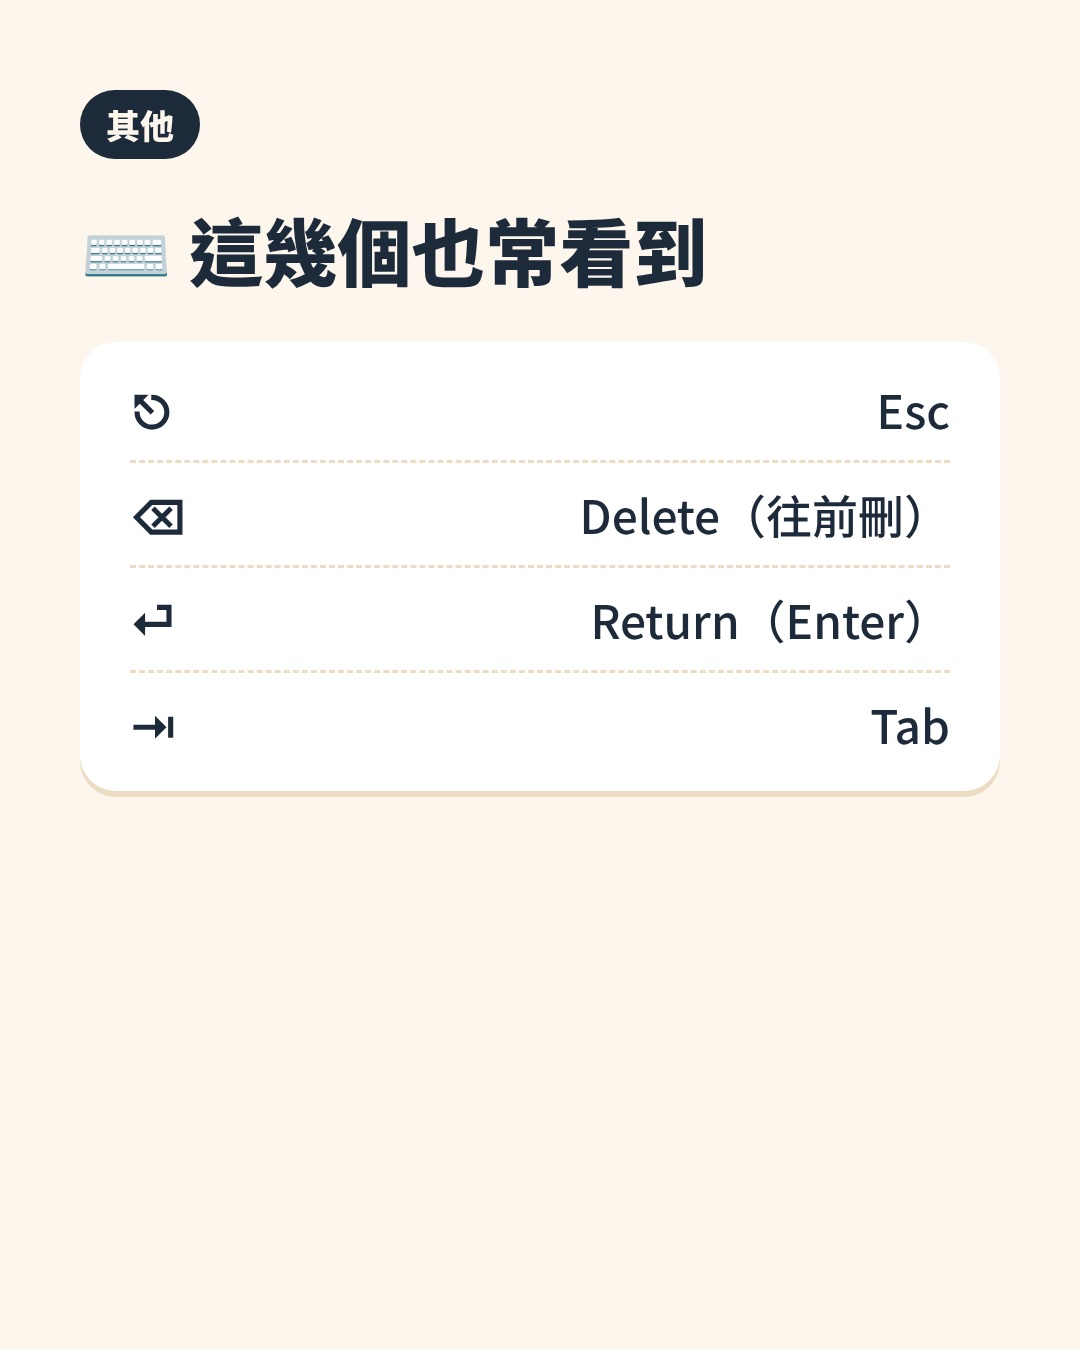 其他
⌨️ 這幾個也常看到
⎋ Esc
⌫ Delete（往前刪）
↩ Return（Enter）
⇥ Tab